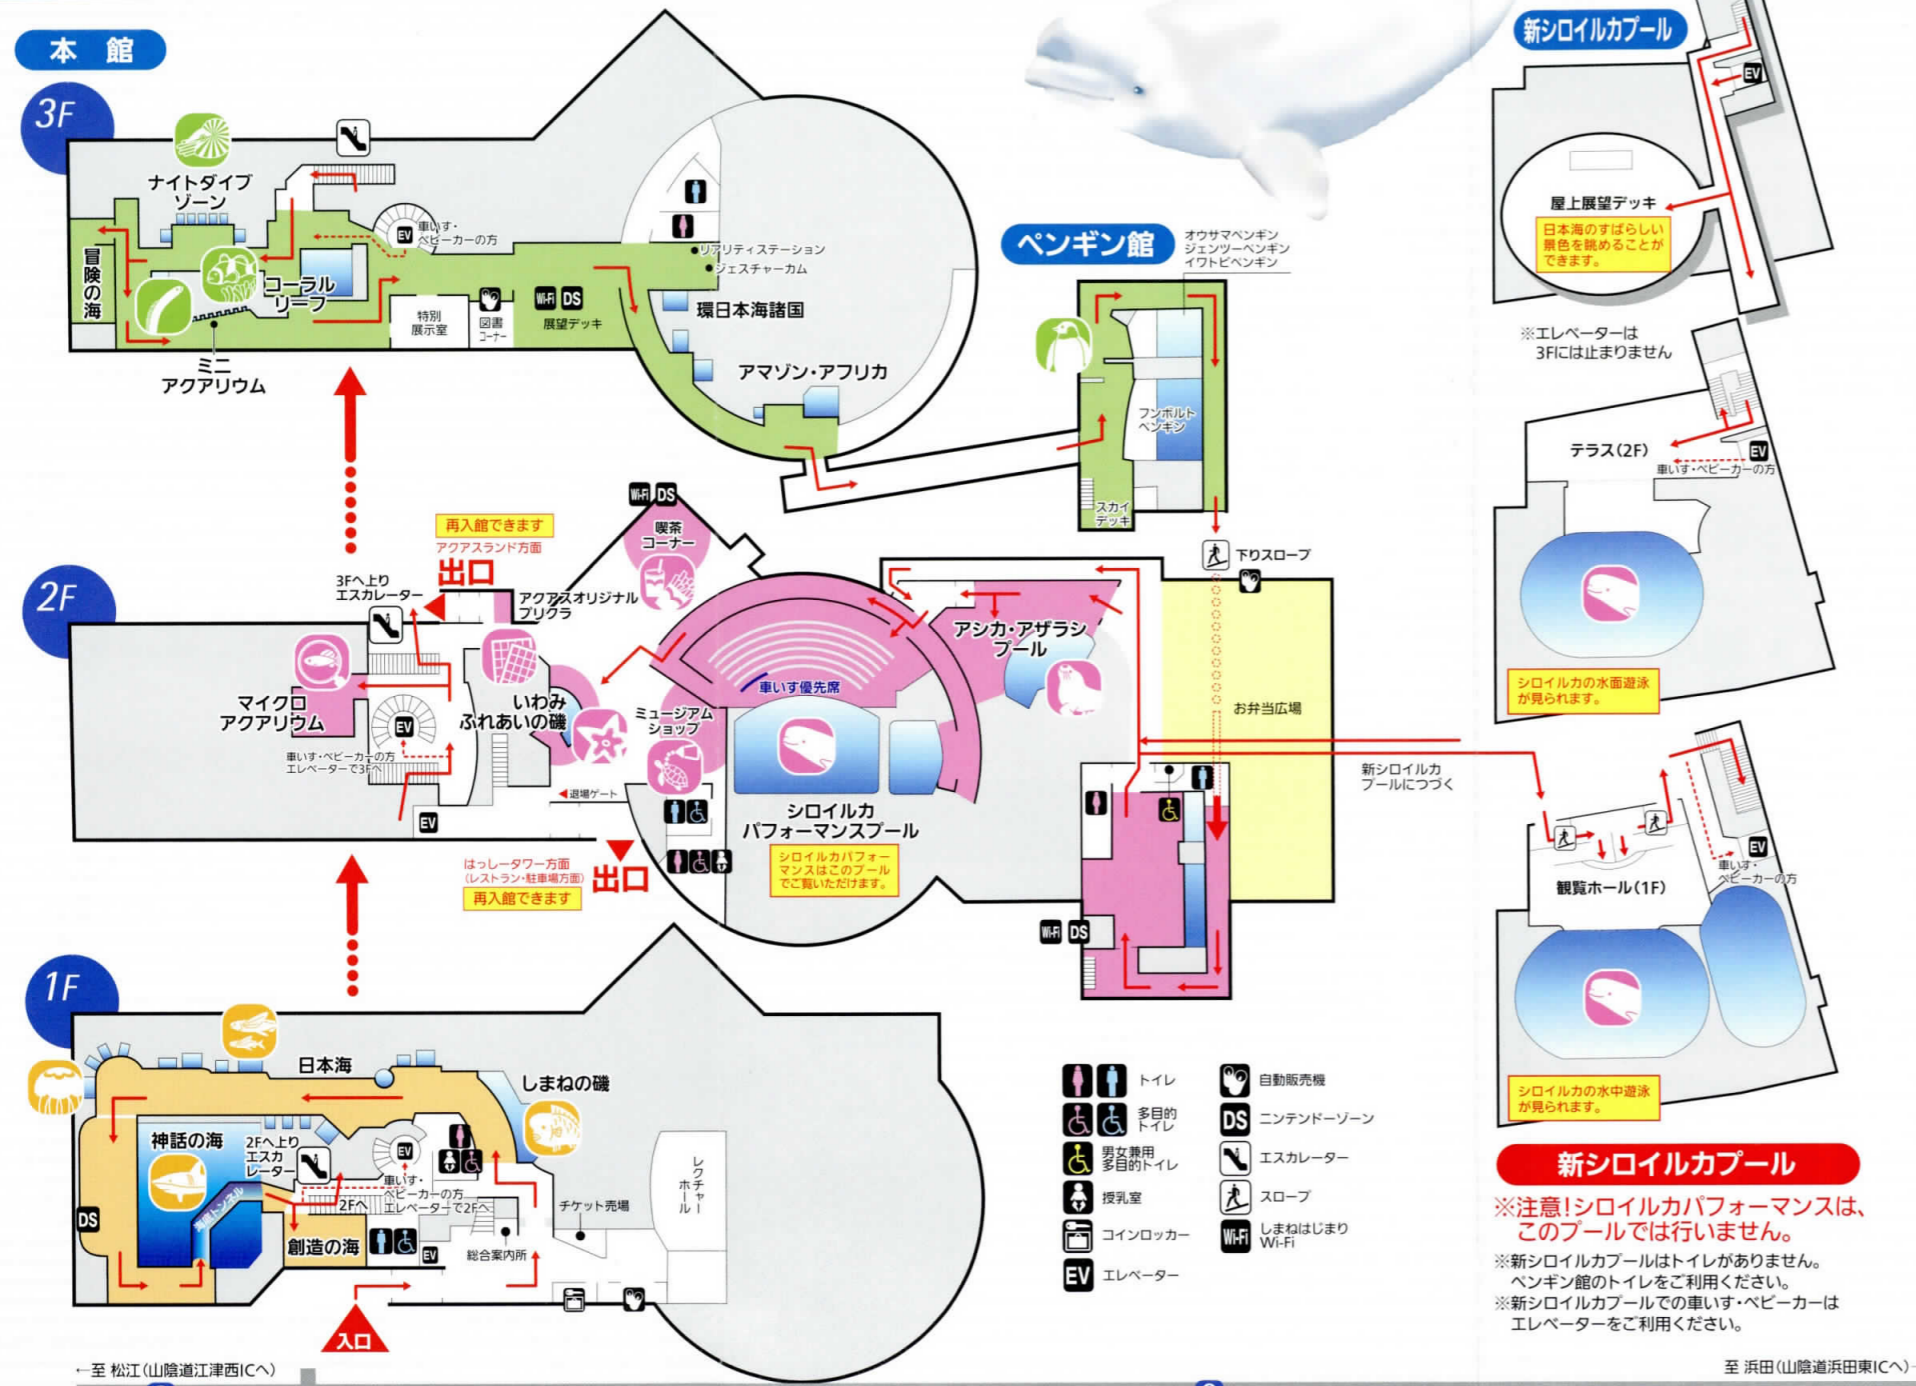 本 館
3F
ナイトダイブ
ゾーン
冒険の海
コーラル
リーフ
ミニ
アクアリウム
EV
車いす・
ベビーカーの方
特別
展示室
図書
コーナー
Wi-Fi
DS
展望デッキ
リアリティステーション
ジェスチャーカム
環日本海諸国
アマゾン・アフリカ
ペンギン館
オウサマペンギン
ジェンツーペンギン
イワトビペンギン
フンボルト
ペンギン
スカイ
デッキ
下りスロープ
2F
再入館できます
アクアスランド方面
出口
3Fへ上り
エスカレーター
アクアスオリジナル
プリクラ
Wi-Fi
DS
喫茶
コーナー
マイクロ
アクアリウム
EV
車いす・ベビーカーの方
エレベーターで3Fへ
EV
いわみ
ふれあいの磯
ミュージアム
ショップ
退場ゲート
はっしータワー方面
(レストラン・駐車場方面)
再入館できます
出口
車いす優先席
シロイルカ
パフォーマンスプール
シロイルカパフォー
マンスはこのプール
でご覧いただけます。
アシカ・アザラシ
プール
お弁当広場
Wi-Fi
DS
新シロイルカ
プールにつづく
1F
日本海
しまねの磯
神話の海
海底トンネル
2Fへ上り
エスカ
レーター
EV
車いす・
ベビーカーの方
エレベーターで2Fへ
2Fへ
DS
創造の海
EV
総合案内所
チケット売場
レクチャー
ホール
入口
←至 松江(山陰道江津西ICへ)
トイレ
多目的
トイレ
男女兼用
多目的トイレ
授乳室
コインロッカー
EV
エレベーター
自動販売機
DS
ニンテンドーゾーン
エスカレーター
スロープ
Wi-Fi
しまねはじまり
Wi-Fi
新シロイルカプール
EV
屋上展望デッキ
日本海のすばらしい
景色を眺めることが
できます。
※エレベーターは
3Fには止まりません
テラス(2F)
EV
車いす・ベビーカーの方
シロイルカの水面遊泳
が見られます。
観覧ホール(1F)
EV
車いす・
ベビーカーの方
シロイルカの水中遊泳
が見られます。
新シロイルカプール
※注意!シロイルカパフォーマンスは、
このプールでは行いません。
※新シロイルカプールはトイレがありません。
ペンギン館のトイレをご利用ください。
※新シロイルカプールでの車いす・ベビーカーは
エレベーターをご利用ください。
至 浜田(山陰道浜田東ICへ)